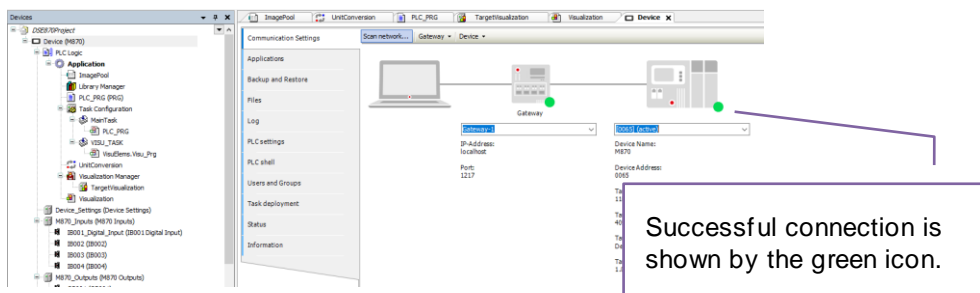 Devices
ImagePool UnitConversion PLC_PRG TargetVisualization Visualization Device
DSE870Project
Device (M870)
PLC Logic
Application
ImagePool
Library Manager
PLC_PRG (PRG)
Task Configuration
MainTask
PLC_PRG
VISU_TASK
VisuElems.Visu_Prg
UnitConversion
Visualization Manager
TargetVisualization
Visualization
Device_Settings (Device Settings)
M870_Inputs (M870 Inputs)
IB001_Digital_Input (IB001 Digital Input)
IB002 (IB002)
IB003 (IB003)
IB004 (IB004)
M870_Outputs (M870 Outputs)
Communication Settings
Applications
Backup and Restore
Files
Log
PLC settings
PLC shell
Users and Groups
Task deployment
Status
Information
Scan network... Gateway Device
Gateway
Gateway-1
IP-Address:
localhost
Port:
1217
[0065] (active)
Device Name:
M870
Device Address:
0065
Successful connection is
shown by the green icon.